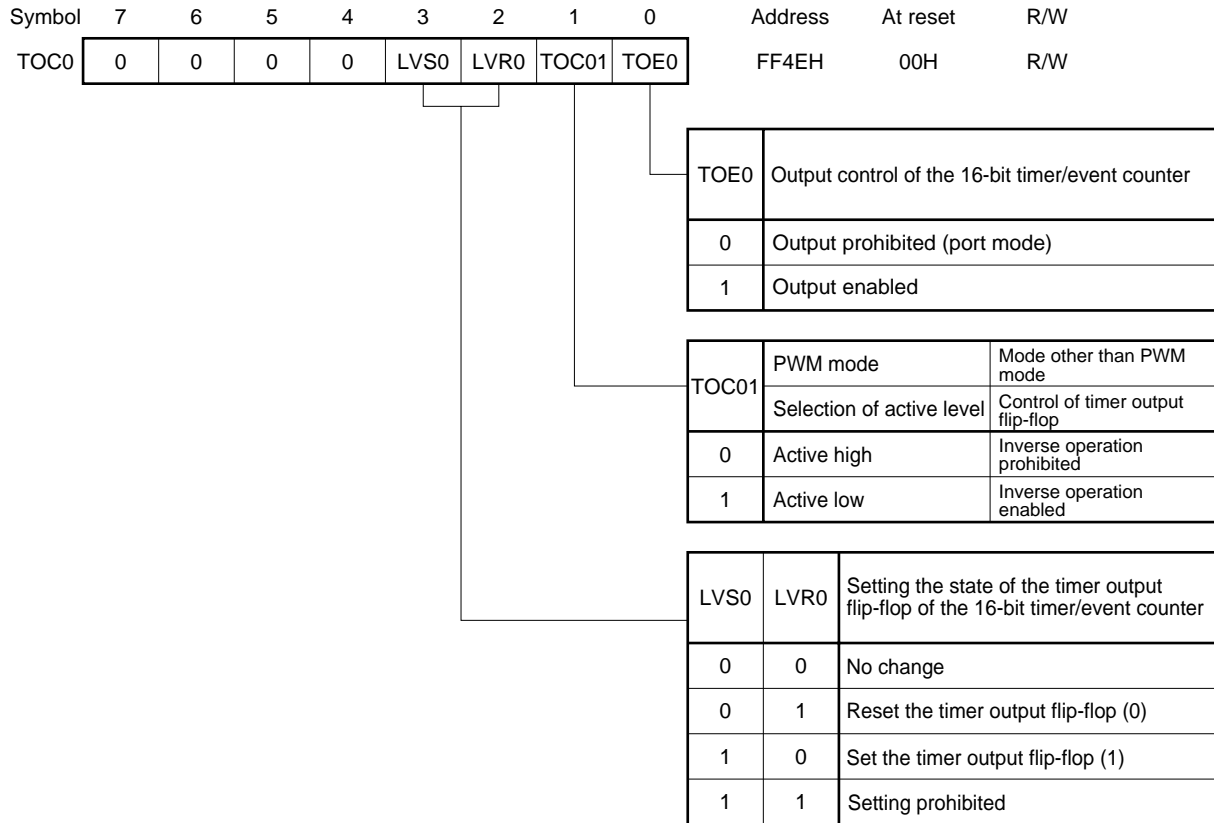 Symbol 7 6 5 4 3 2 1 0 Address At reset R/W
TOC0 0 0 0 0 LVS0 LVR0 TOC01 TOE0 FF4EH 00H R/W
TOE0 Output control of the 16-bit timer/event counter
0 Output prohibited (port mode)
1 Output enabled
TOC01
PWM mode
Mode other than PWM
mode
Selection of active level
Control of timer output
flip-flop
0 Active high
Inverse operation
prohibited
1 Active low
Inverse operation
enabled
LVS0 LVR0
Setting the state of the timer output
flip-flop of the 16-bit timer/event counter
0 0 No change
0 1 Reset the timer output flip-flop (0)
1 0 Set the timer output flip-flop (1)
1 1 Setting prohibited